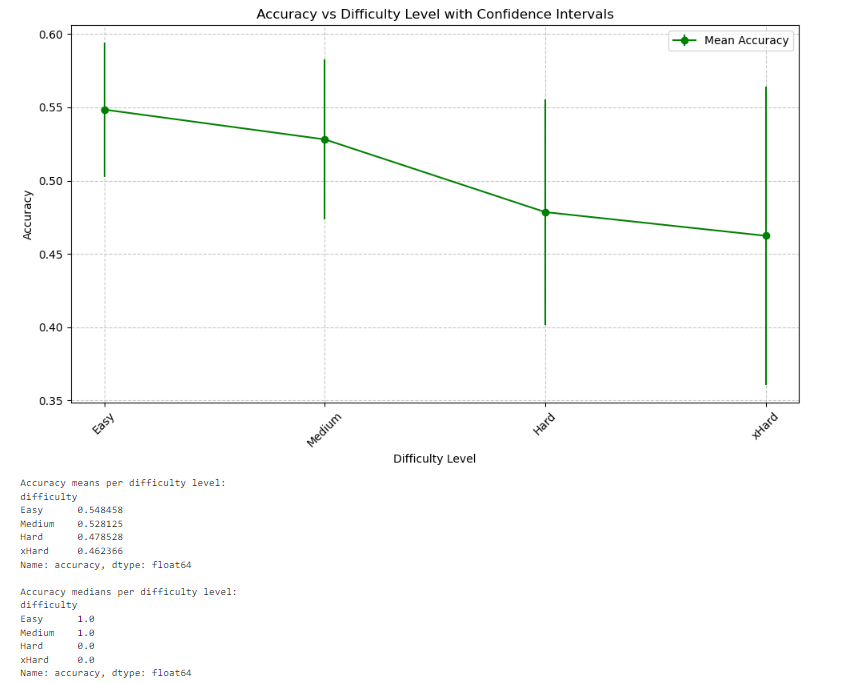 Accuracy vs Difficulty Level with Confidence Intervals
Mean Accuracy
0.60
0.55
0.50
0.45
0.40
0.35
Accuracy
Easy
Medium
Hard
xHard
Difficulty Level
Accuracy means per difficulty level:
difficulty
Easy      0.548458
Medium    0.528125
Hard      0.478528
xHard     0.462366
Name: accuracy, dtype: float64
Accuracy medians per difficulty level:
difficulty
Easy      1.0
Medium    1.0
Hard      0.0
xHard     0.0
Name: accuracy, dtype: float64